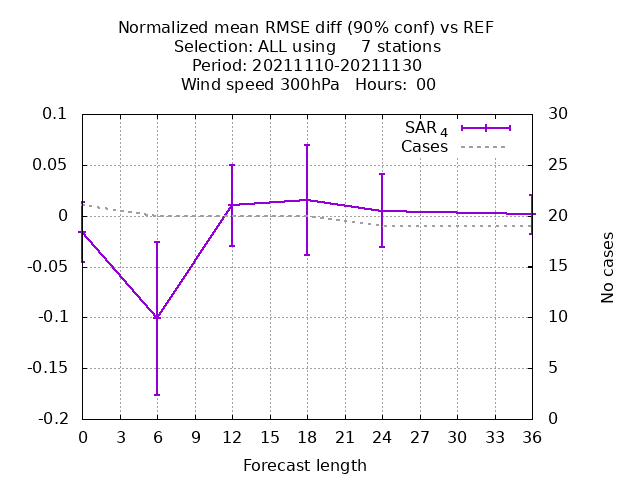 Normalized mean RMSE diff (90% conf) vs REF
Selection: ALL using     7 stations
Period: 20211110-20211130
Wind speed 300hPa   Hours:  00
0.1
0.05
0
-0.05
-0.1
-0.15
-0.2
30
25
20
15
10
5
0
SAR 4
Cases
No cases
0 3 6 9 12 15 18 21 24 27 30 33 36
Forecast length